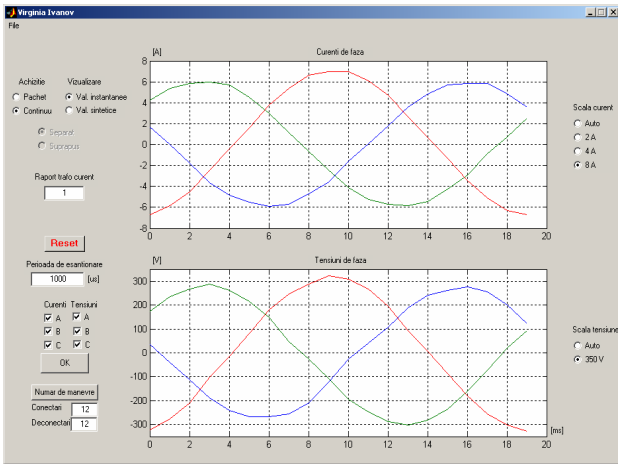 Virginia Ivanov
File
Achizitie
Pachet
Continuu
Vizualizare
Val. instantanee
Val. sintetice
Separat
Suprapus
Raport trafo curent
1
Reset
Perioada de esantionare
1000 [us]
Curenti Tensiuni
A A
B B
C C
OK
Numar de manevre
Conectari 12
Deconectari 12
[A]
Curenti de faza
8
6
4
2
0
-2
-4
-6
-8
0 2 4 6 8 10 12 14 16 18 20
[V]
Tensiuni de faza
300
200
100
0
-100
-200
-300
0 2 4 6 8 10 12 14 16 18 20
[ms]
Scala curent
Auto
2 A
4 A
8 A
Scala tensiune
Auto
350 V